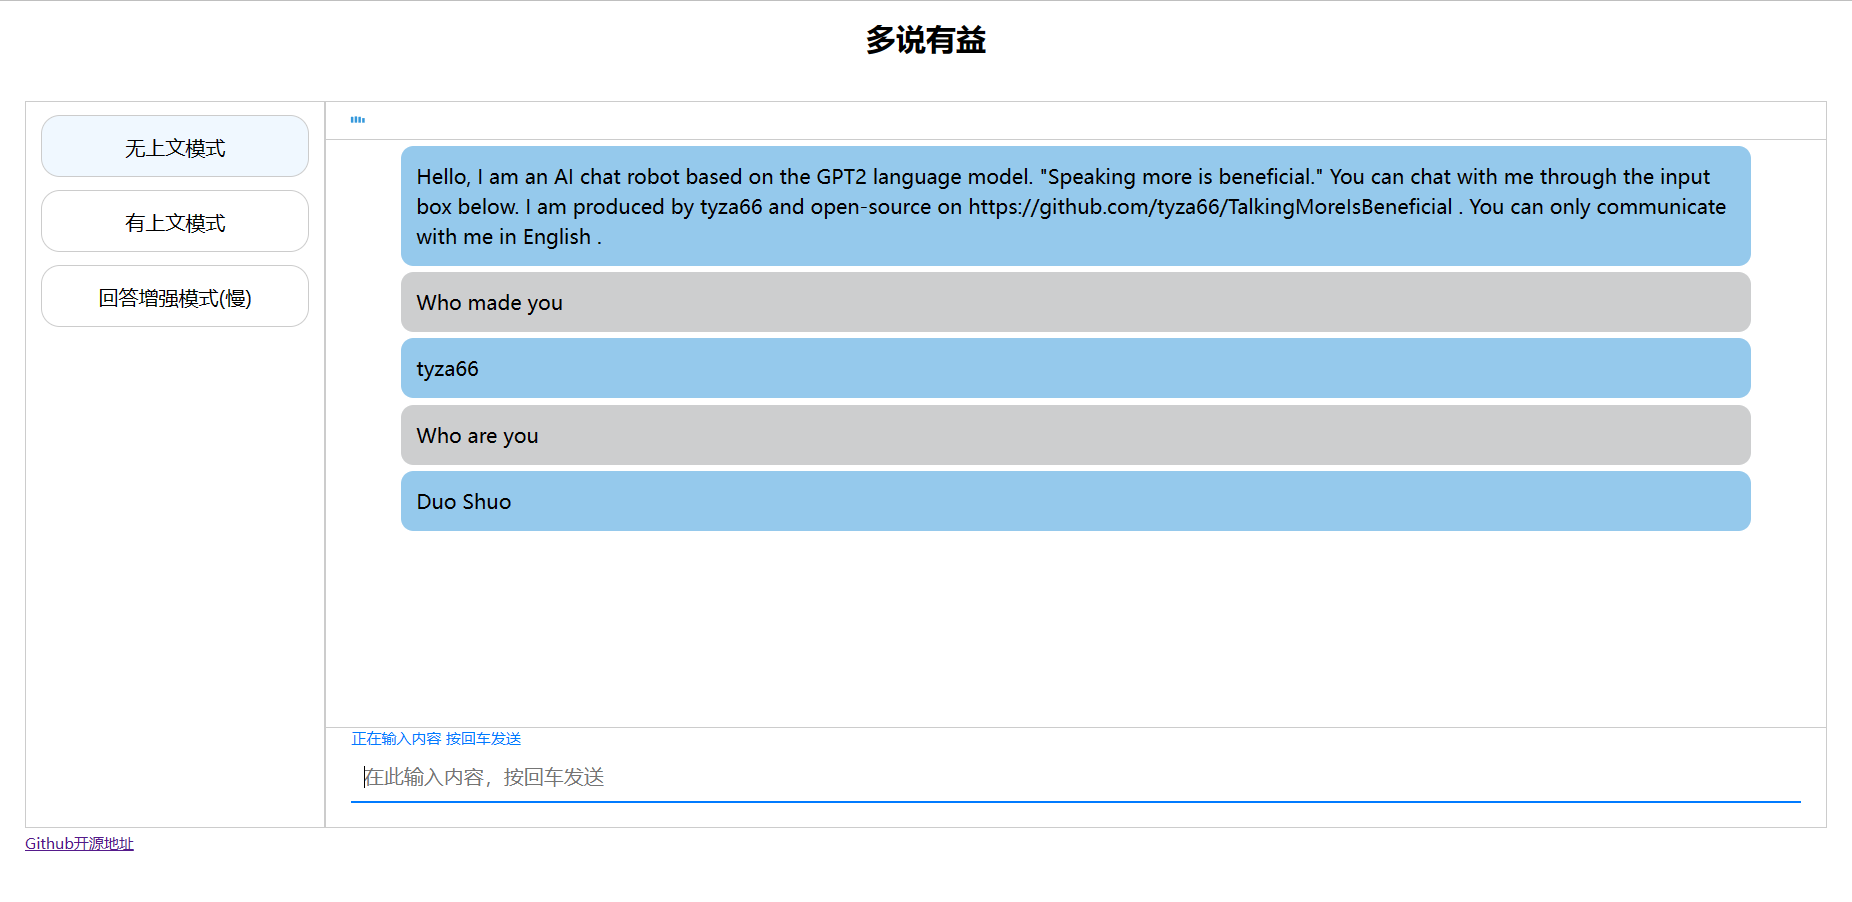 多说有益
无上文模式
有上文模式
回答增强模式(慢)
Hello, I am an AI chat robot based on the GPT2 language model. "Speaking more is beneficial." You can chat with me through the input
box below. I am produced by tyza66 and open-source on https://github.com/tyza66/TalkingMoreIsBeneficial . You can only communicate
with me in English .
Who made you
tyza66
Who are you
Duo Shuo
正在输入内容 按回车发送
在此输入内容，按回车发送
Github开源地址